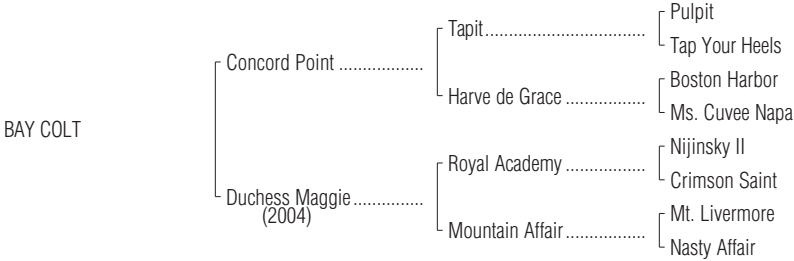 Pulpit
Tapit..................................
Tap Your Heels
Concord Point ..................
Boston Harbor
Harve de Grace .................
Ms. Cuvee Napa
BAY COLT
Nijinsky II
Royal Academy .................
Crimson Saint
Duchess Maggie...............
(2004)
Mt. Livermore
Mountain Affair.................
Nasty Affair